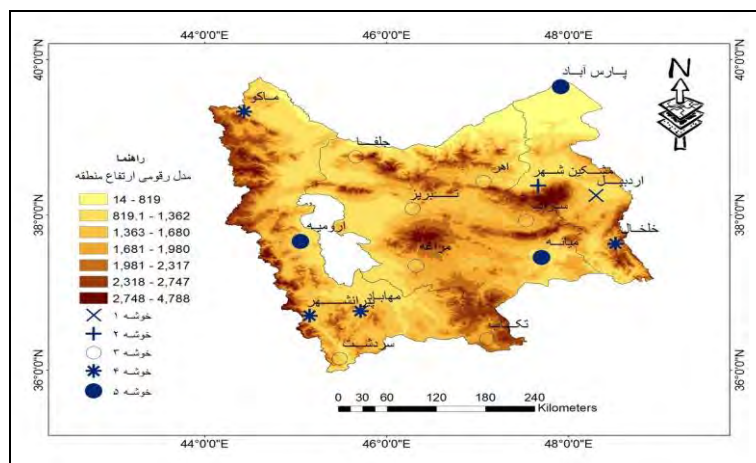 44°0'0"E 46°0'0"E 48°0'0"E
40°0'0"N 40°0'0"N
38°0'0"N 38°0'0"N
36°0'0"N 36°0'0"N
44°0'0"E 46°0'0"E 48°0'0"E
N
پارس آباد
ماکو
جلفا
اهر
مشکین شهر
تبریز
اردبیل
سراب
ارومیه
خلخال
مراغه
میانه
مهاباد
پیرانشهر
تکاب
سردشت
راهنما
مدل رقومی ارتفاع منطقه
14 - 819
819.1 - 1,362
1,363 - 1,680
1,681 - 1,980
1,981 - 2,317
2,318 - 2,747
2,748 - 4,788
خوشه ۱
خوشه ۲
خوشه ۳
خوشه ۴
خوشه ۵
0 30 60 120 180 240
Kilometers